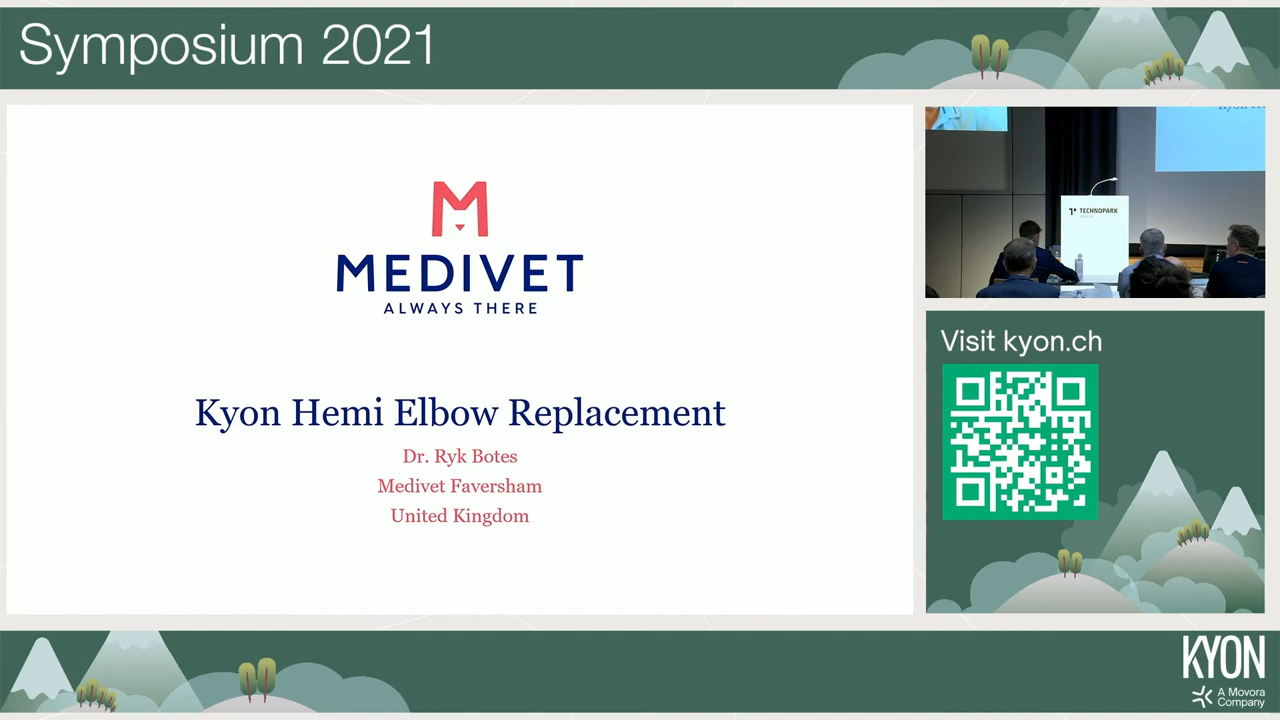 Symposium 2021
M
MEDIVET
ALWAYS THERE
Kyon Hemi Elbow Replacement
Dr. Ryk Botes
Medivet Faversham
United Kingdom
TECHNOPARK
Visit kyon.ch
KYON
A Movora
Company